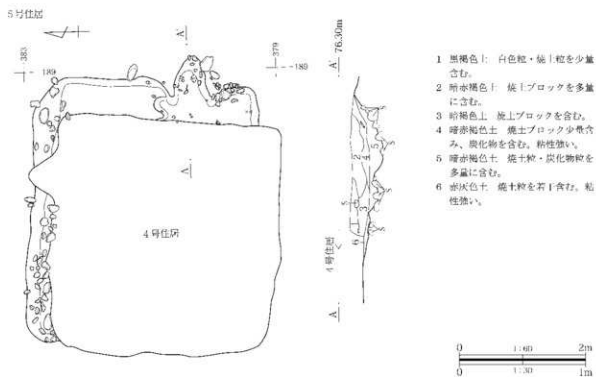 5号住居
A′
383
379
189
189
A′ 76.30m
1 黒褐色土 白色粒・焼土粒を少量
含む。
2 暗赤褐色土 焼土ブロックを多量
に含む。
3 暗褐色土 焼土ブロックを含む。
4 暗赤褐色土 焼土ブロック少量含
み、炭化物を含む。粘性強い。
5 暗赤褐色土 焼土粒・炭化物粒を
多量に含む。
6 赤灰色土 焼土粒を若干含む。粘
性強い。
A
4号住居
4号住居
A
2
5
S
S
S
3
1
6
0 1:60 2m
0 1:30 1m